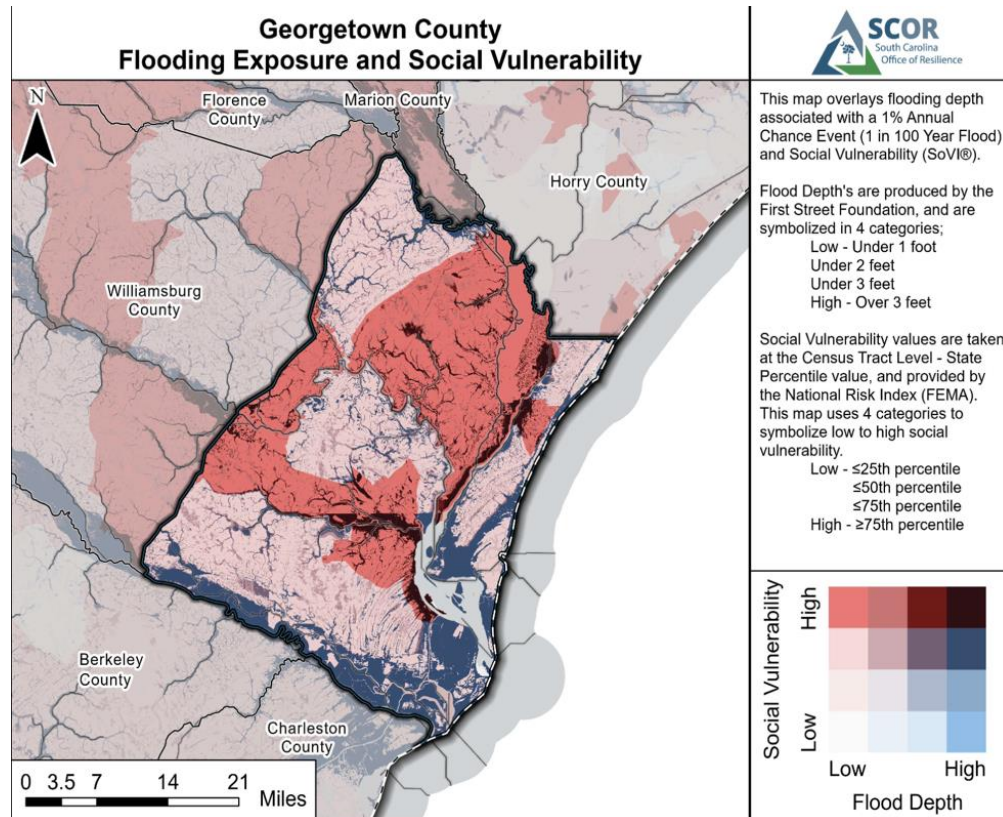 Georgetown County
Flooding Exposure and Social Vulnerability
SCOR
South Carolina
Office of Resilience
N
Florence
County
Marion County
Horry County
Williamsburg
County
Berkeley
County
Charleston
County
0 3.5 7 14 21
Miles
This map overlays flooding depth
associated with a 1% Annual
Chance Event (1 in 100 Year Flood)
and Social Vulnerability (SoVI®).
Flood Depth's are produced by the
First Street Foundation, and are
symbolized in 4 categories;
Low - Under 1 foot
Under 2 feet
Under 3 feet
High - Over 3 feet
Social Vulnerability values are taken
at the Census Tract Level - State
Percentile value, and provided by
the National Risk Index (FEMA).
This map uses 4 categories to
symbolize low to high social
vulnerability.
Low - ≤25th percentile
≤50th percentile
≤75th percentile
High - ≥75th percentile
Social Vulnerability
High
Low
Low High
Flood Depth